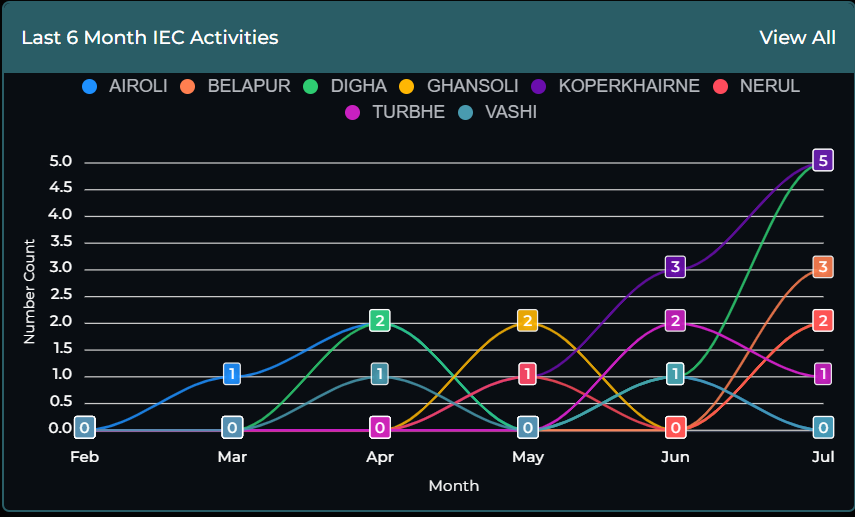 Last 6 Month IEC Activities View All
AIROLI BELAPUR DIGHA GHANSOLI KOPERKHAIRNE NERUL
TURBHE VASHI
5.0 5
4.5
4.0
3.5
3.0 3 3
2.5
2.0 2 2 2 2
1.5
1.0 1 1 1 1 1
0.5
0.0 0 0 0 0 0 0
Feb Mar Apr May Jun Jul
Number Count
Month